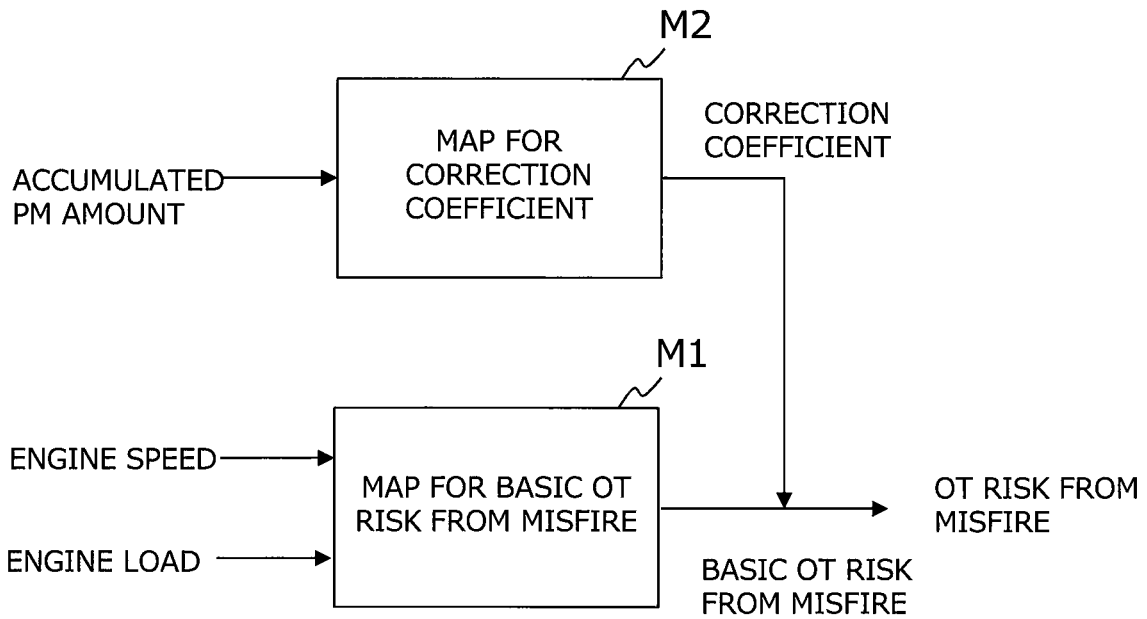 M2
MAP FOR
CORRECTION
COEFFICIENT
CORRECTION
COEFFICIENT
ACCUMULATED
PM AMOUNT
M1
ENGINE SPEED
MAP FOR BASIC OT
RISK FROM MISFIRE
ENGINE LOAD
OT RISK FROM
MISFIRE
BASIC OT RISK
FROM MISFIRE